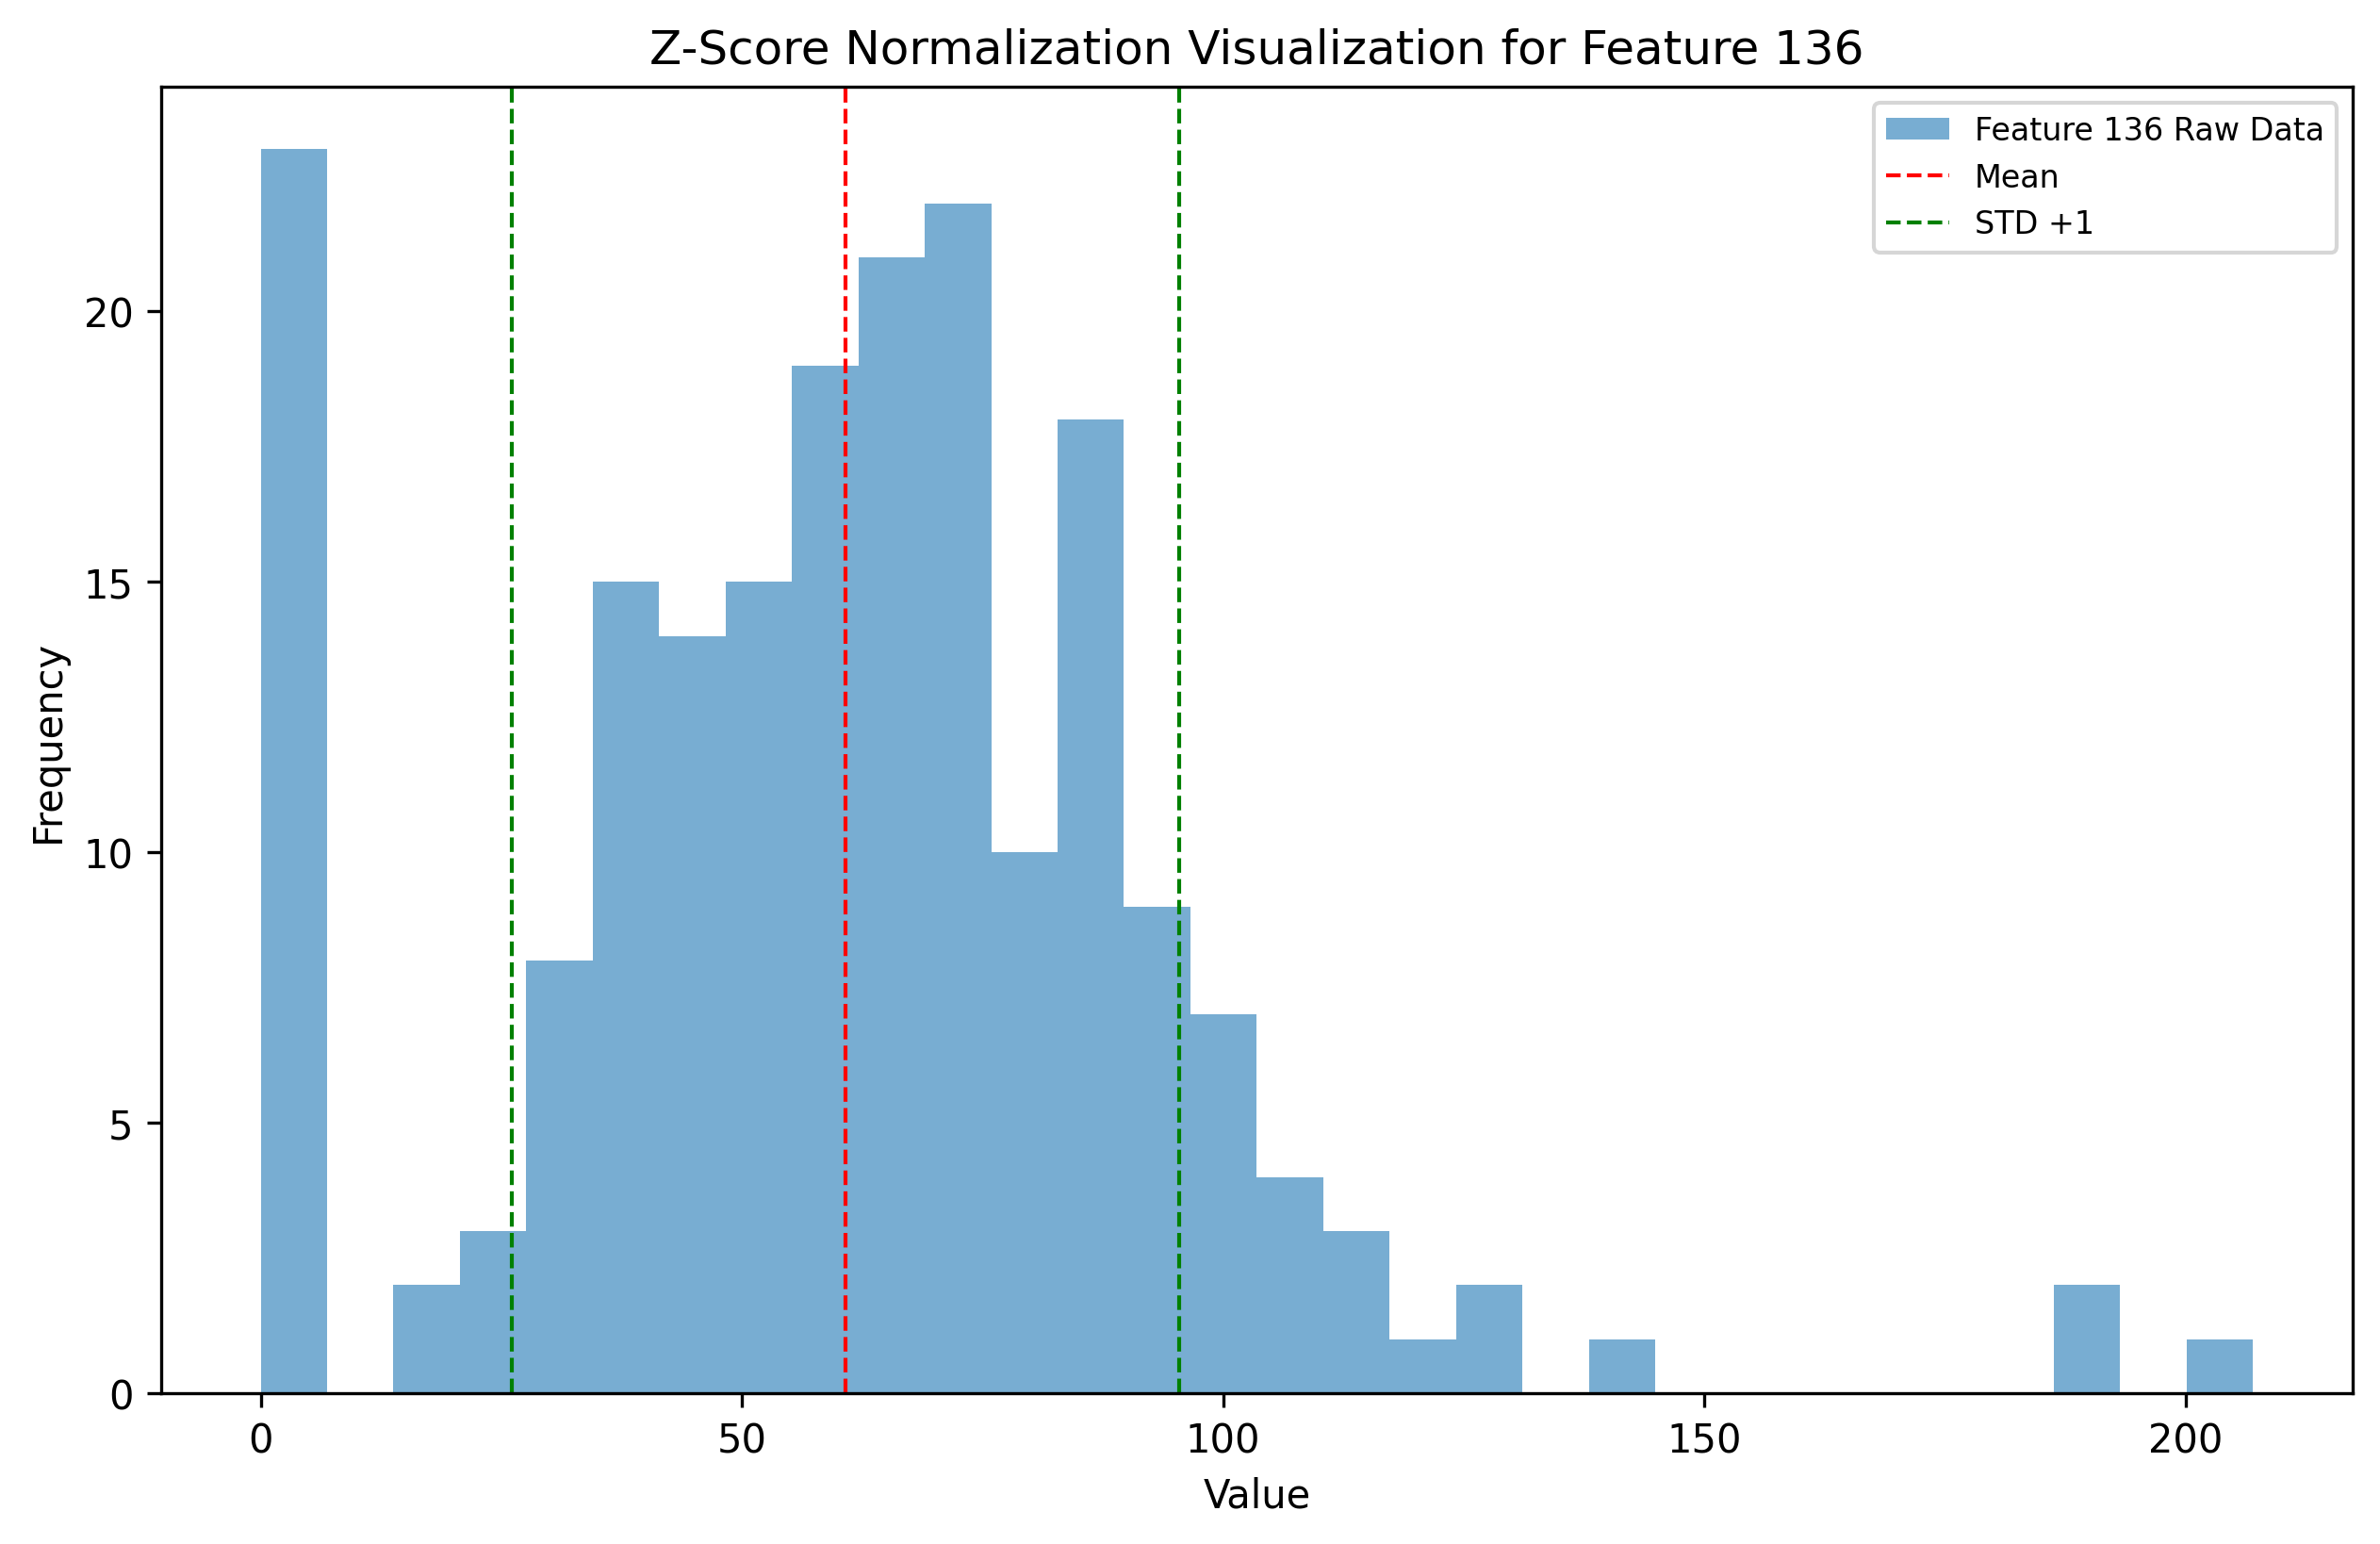 Z-Score Normalization Visualization for Feature 136
Feature 136 Raw Data
Mean
STD +1
Frequency
20
15
10
5
0
0 50 100 150 200
Value